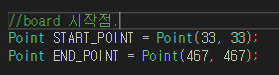 //board 시작점.
Point START_POINT = Point(33, 33);
Point END_POINT = Point(467, 467);